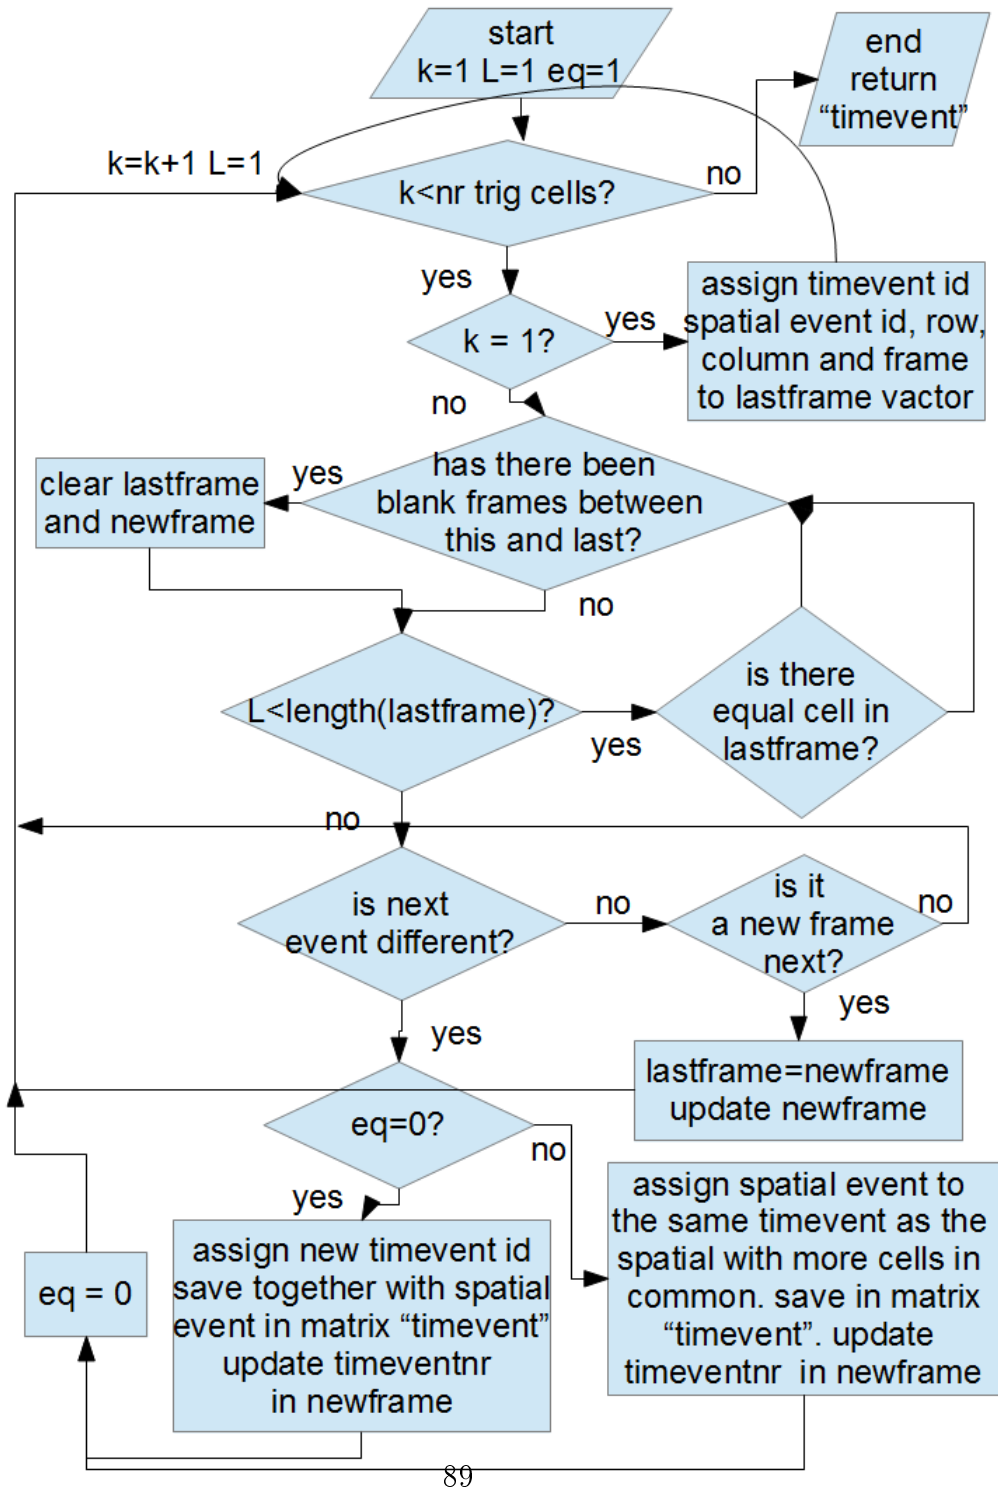 start
k=1 L=1 eq=1
end
return
“timevent”
k=k+1 L=1
k<nr trig cells?
no
yes
assign timevent id
spatial event id, row,
column and frame
to lastframe vactor
k = 1?
yes
no
has there been
blank frames between
this and last?
yes
clear lastframe
and newframe
no
L<length(lastframe)?
yes
is there
equal cell in
lastframe?
no
is next
event different?
no
is it
a new frame
next?
no
yes
yes
lastframe=newframe
update newframe
eq=0?
no
yes
assign spatial event to
the same timevent as the
spatial with more cells in
common. save in matrix
“timevent”. update
timeventnr in newframe
assign new timevent id
save together with spatial
event in matrix “timevent”
update timeventnr
in newframe
eq = 0
89